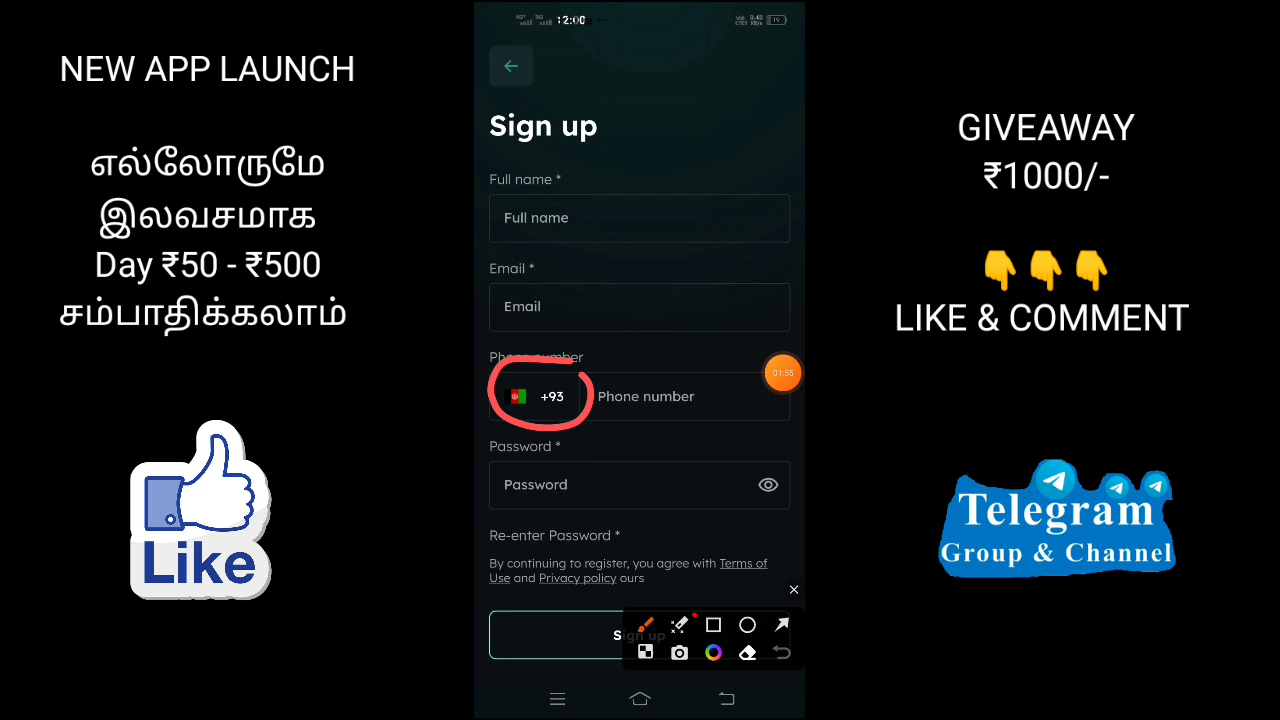 NEW APP LAUNCH
எல்லோருமே
இலவசமாக
Day ₹50 - ₹500
சம்பாதிக்கலாம்
Like
12:00
19
Sign up
Full name *
Full name
Email *
Email
Phone number
+93
Phone number
01:55
Password *
Password
Re-enter Password *
By continuing to register, you agree with Terms of
Use and Privacy policy ours
Sign up
GIVEAWAY
₹1000/-
👇👇👇
LIKE & COMMENT
Telegram
Group & Channel